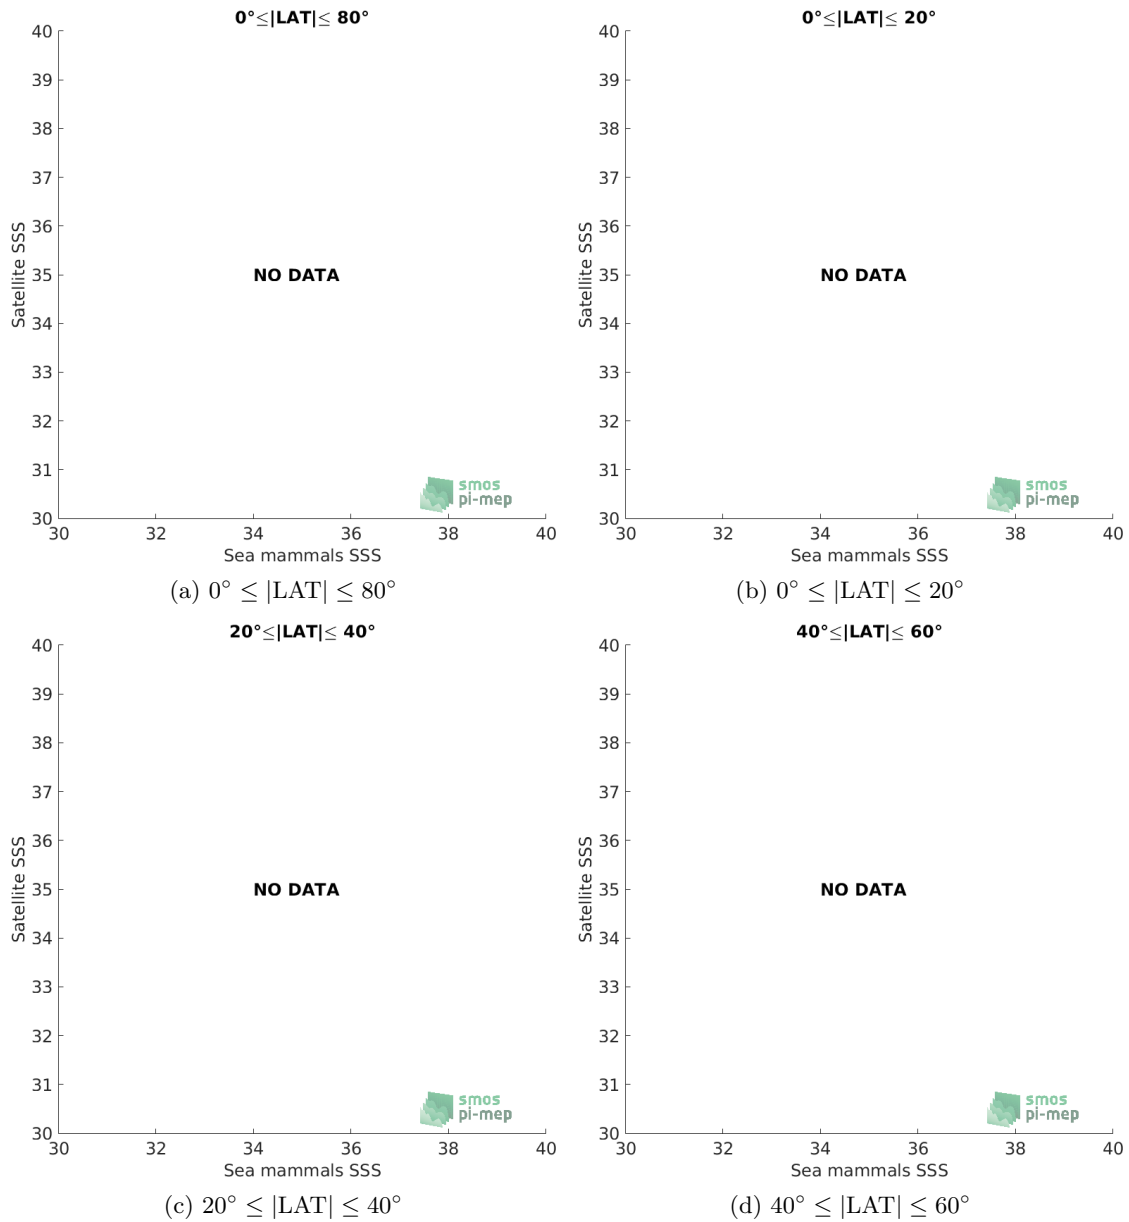 0°≤|LAT|≤ 80°
40
39
38
37
36
35
34
33
32
31
30
Satellite SSS
NO DATA
smos
pi-mep
30 32 34 36 38 40
Sea mammals SSS
(a) 0° ≤ |LAT| ≤ 80°
0°≤|LAT|≤ 20°
40
39
38
37
36
35
34
33
32
31
30
Satellite SSS
NO DATA
smos
pi-mep
30 32 34 36 38 40
Sea mammals SSS
(b) 0° ≤ |LAT| ≤ 20°
20°≤|LAT|≤ 40°
40
39
38
37
36
35
34
33
32
31
30
Satellite SSS
NO DATA
smos
pi-mep
30 32 34 36 38 40
Sea mammals SSS
(c) 20° ≤ |LAT| ≤ 40°
40°≤|LAT|≤ 60°
40
39
38
37
36
35
34
33
32
31
30
Satellite SSS
NO DATA
smos
pi-mep
30 32 34 36 38 40
Sea mammals SSS
(d) 40° ≤ |LAT| ≤ 60°